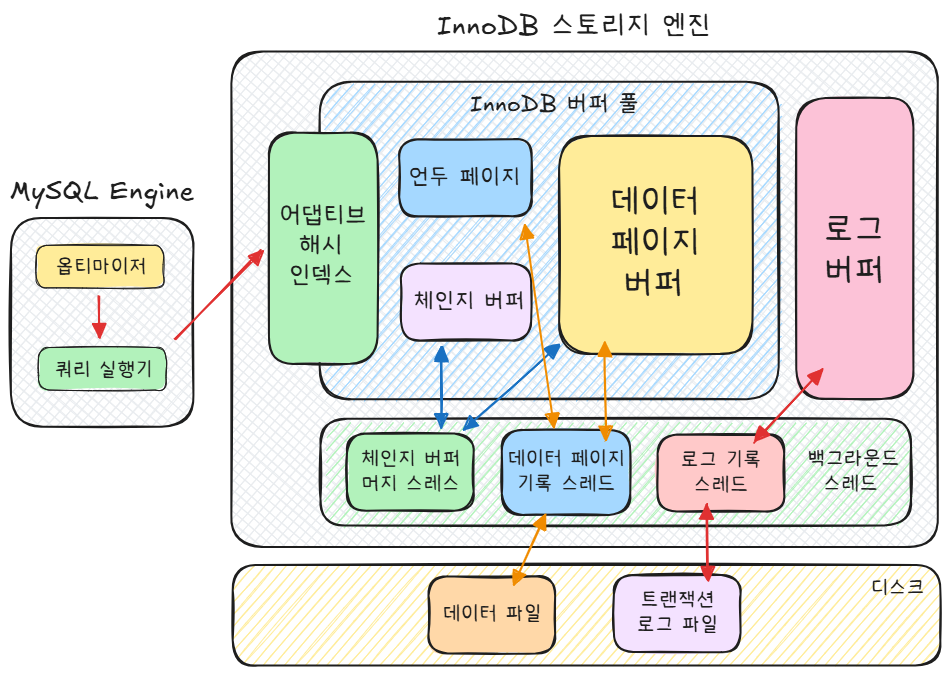 InnoDB 스토리지 엔진
InnoDB 버퍼 풀
MySQL Engine
옵티마이저
쿼리 실행기
어댑티브
해시
인덱스
언두 페이지
체인지 버퍼
데이터
페이지
버퍼
로그
버퍼
체인지 버퍼
머지 스레스
데이터 페이지
기록 스레드
로그 기록
스레드
백그라운드
스레드
디스크
데이터 파일
트랜잭션
로그 파일